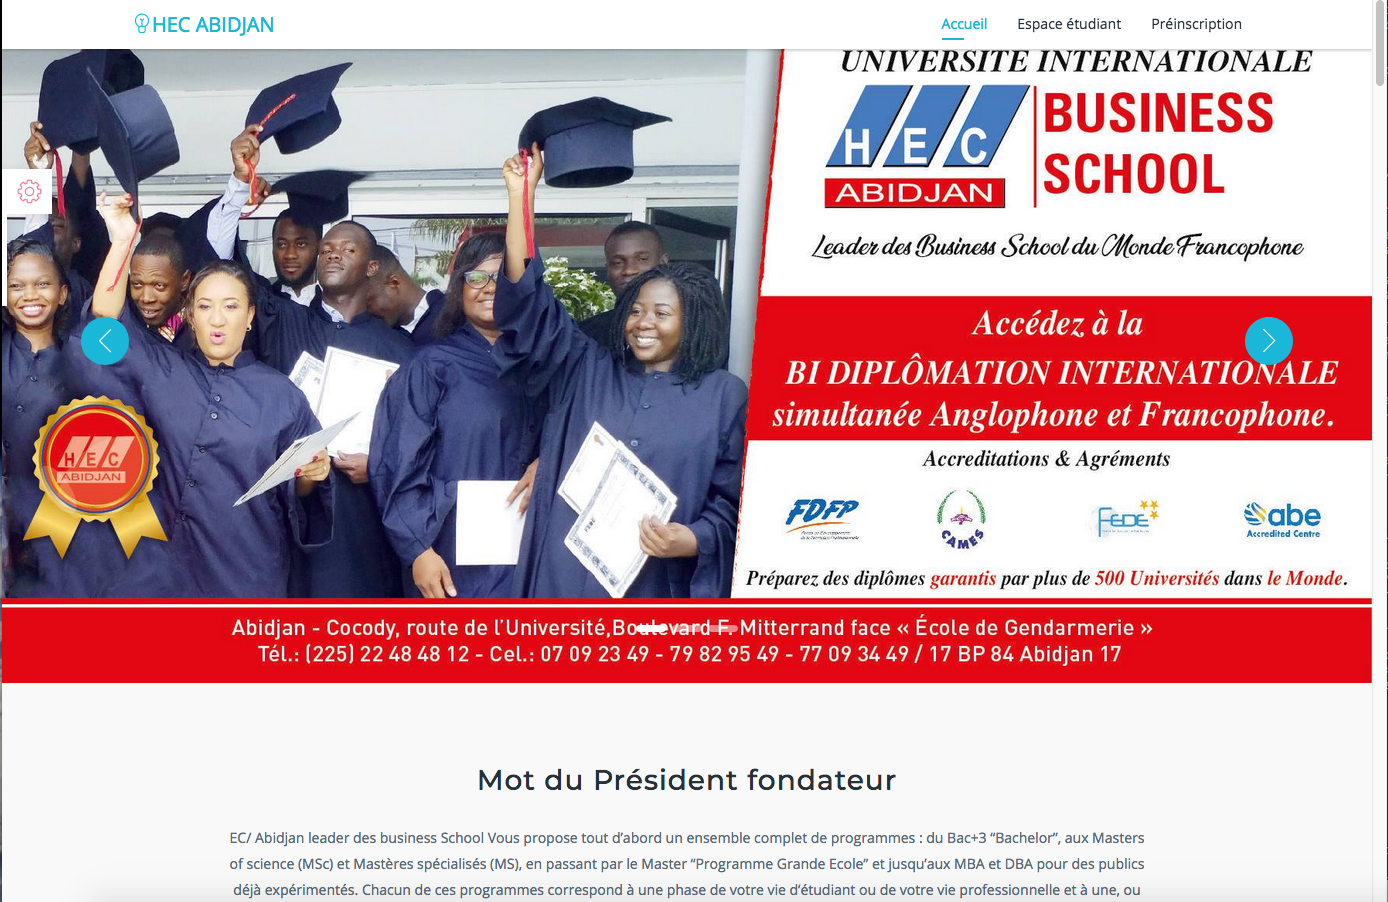 HEC ABIDJAN
Accueil
Espace étudiant
Préinscription
UNIVERSITE INTERNATIONALE
HEC
ABIDJAN
BUSINESS
SCHOOL
Leader des Business School du Monde Francophone
Accédez à la
BI DIPLÔMATION INTERNATIONALE
simultanée Anglophone et Francophone.
Accreditations & Agréments
FDFP
CAMES
FEDE
abe
Accredited Centre
HEC
ABIDJAN
Préparez des diplômes garantis par plus de 500 Universités dans le Monde.
Abidjan - Cocody, route de l’Université,Boulevard F. Mitterrand face « École de Gendarmerie »
Tél.: (225) 22 48 48 12 - Cel.: 07 09 23 49 - 79 82 95 49 - 77 09 34 49 / 17 BP 84 Abidjan 17
Mot du Président fondateur
EC/ Abidjan leader des business School Vous propose tout d’abord un ensemble complet de programmes : du Bac+3 “Bachelor”, aux Masters
of science (MSc) et Mastères spécialisés (MS), en passant par le Master “Programme Grande Ecole” et jusqu’aux MBA et DBA pour des publics
déjà expérimentés. Chacun de ces programmes correspond à une phase de votre vie d’étudiant ou de votre vie professionnelle et à une, ou